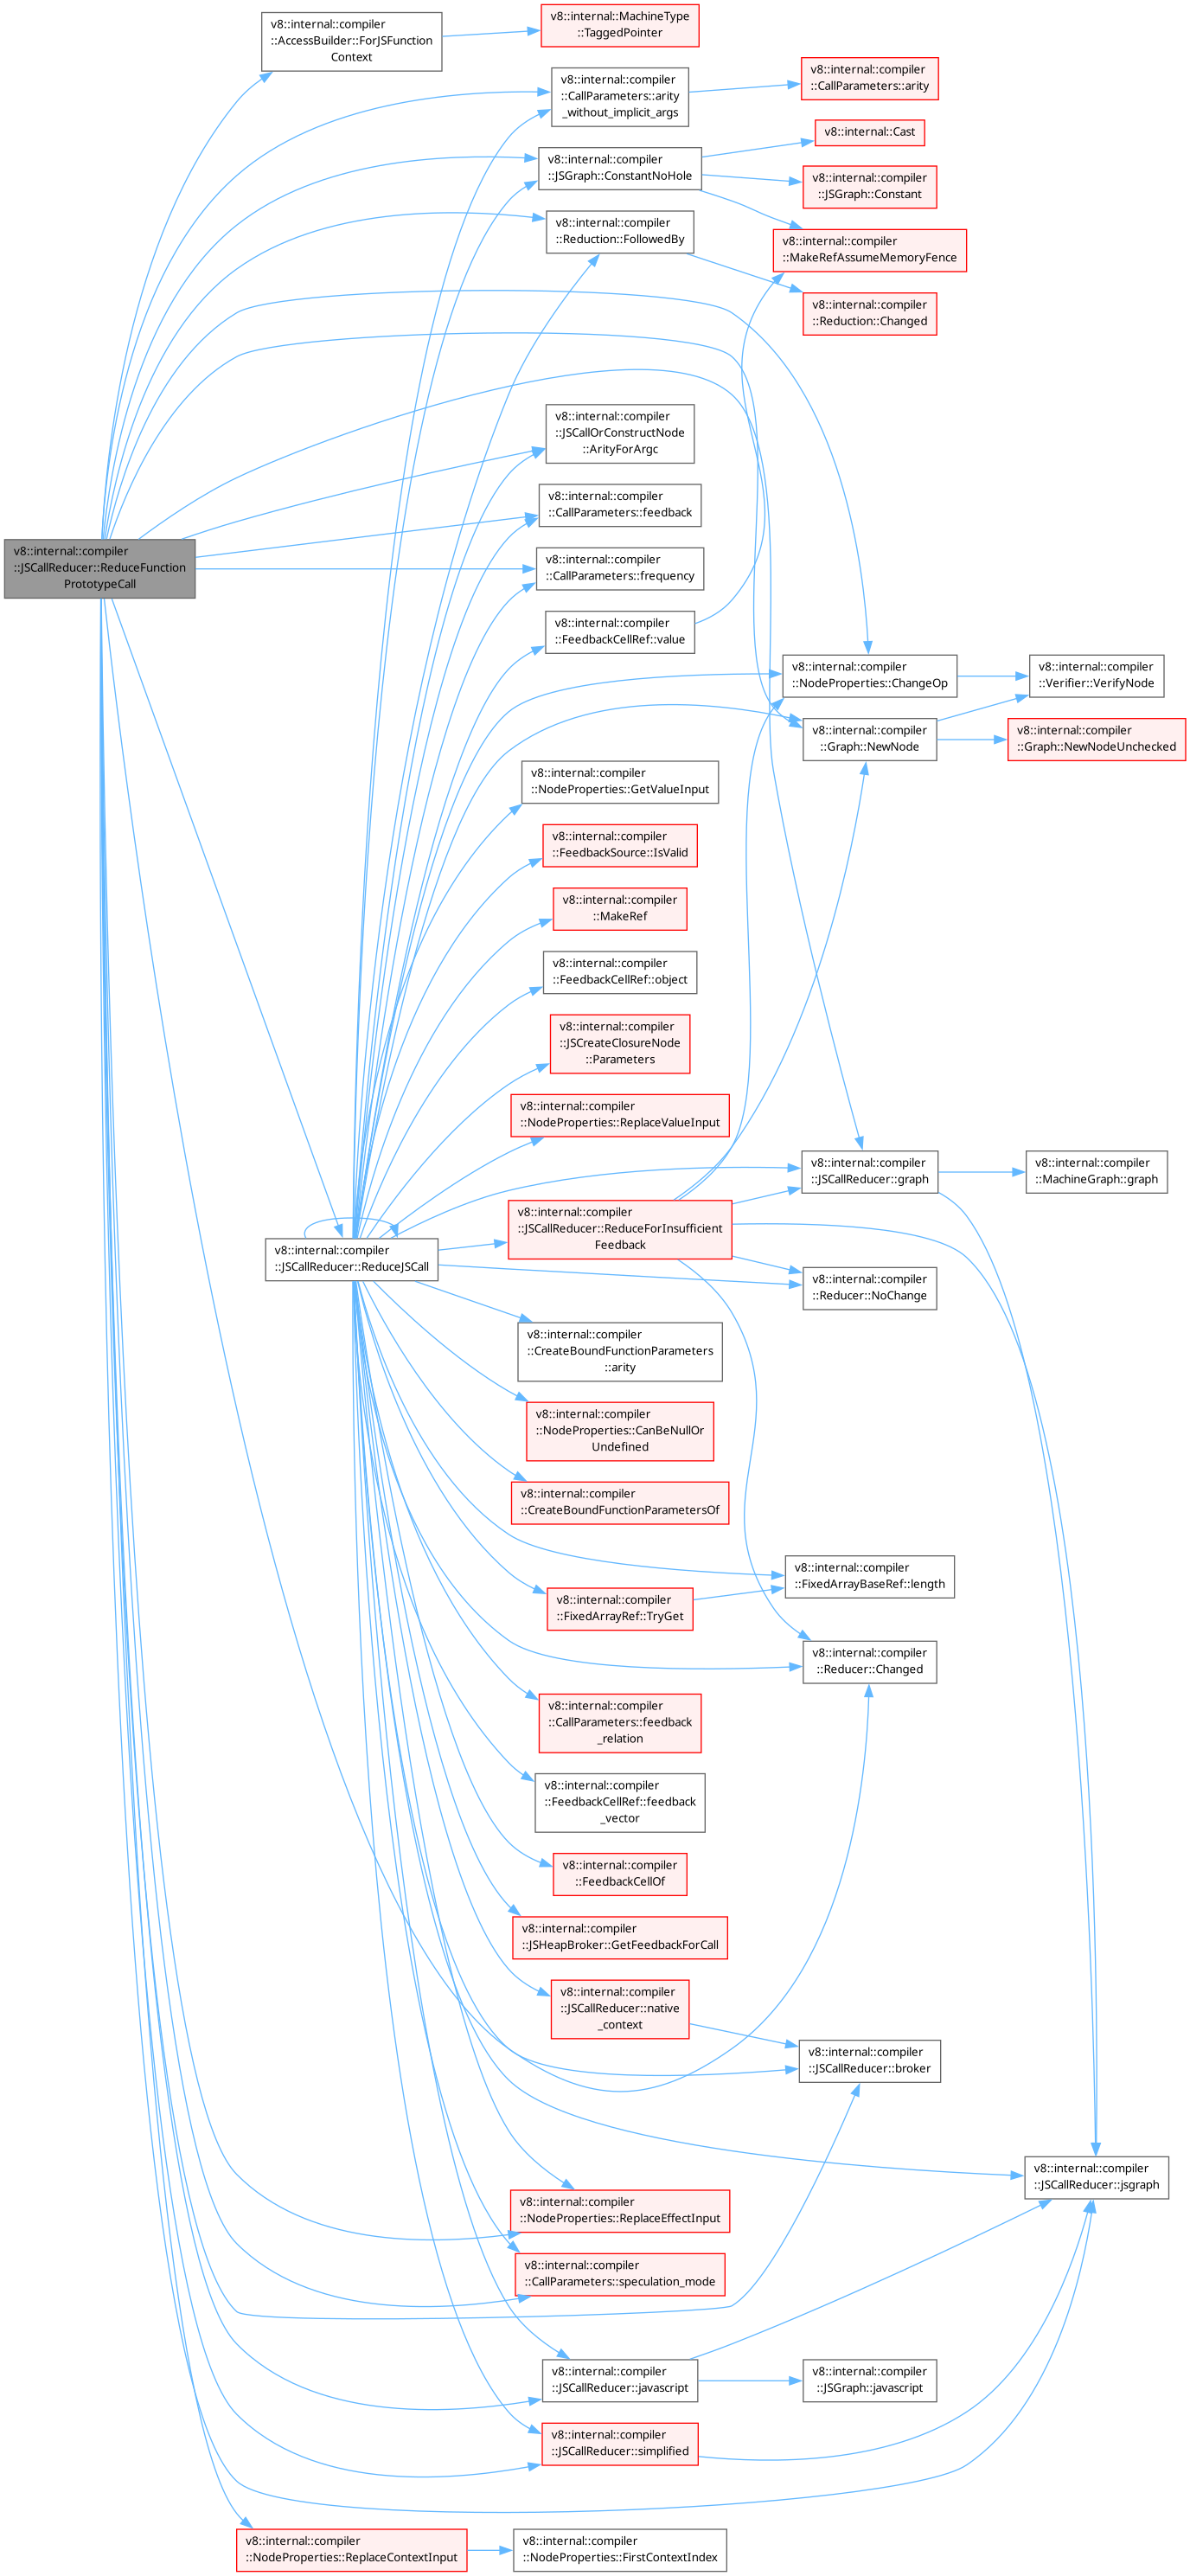 v8::internal::compiler
::AccessBuilder::ForJSFunction
Context
v8::internal::MachineType
::TaggedPointer
v8::internal::compiler
::CallParameters::arity
_without_implicit_args
v8::internal::compiler
::CallParameters::arity
v8::internal::Cast
v8::internal::compiler
::JSGraph::ConstantNoHole
v8::internal::compiler
::JSGraph::Constant
v8::internal::compiler
::Reduction::FollowedBy
v8::internal::compiler
::MakeRefAssumeMemoryFence
v8::internal::compiler
::Reduction::Changed
v8::internal::compiler
::JSCallOrConstructNode
::ArityForArgc
v8::internal::compiler
::CallParameters::feedback
v8::internal::compiler
::JSCallReducer::ReduceFunction
PrototypeCall
v8::internal::compiler
::CallParameters::frequency
v8::internal::compiler
::FeedbackCellRef::value
v8::internal::compiler
::NodeProperties::ChangeOp
v8::internal::compiler
::Verifier::VerifyNode
v8::internal::compiler
::Graph::NewNode
v8::internal::compiler
::Graph::NewNodeUnchecked
v8::internal::compiler
::NodeProperties::GetValueInput
v8::internal::compiler
::FeedbackSource::IsValid
v8::internal::compiler
::MakeRef
v8::internal::compiler
::FeedbackCellRef::object
v8::internal::compiler
::JSCreateClosureNode
::Parameters
v8::internal::compiler
::NodeProperties::ReplaceValueInput
v8::internal::compiler
::JSCallReducer::graph
v8::internal::compiler
::MachineGraph::graph
v8::internal::compiler
::JSCallReducer::ReduceForInsufficient
Feedback
v8::internal::compiler
::JSCallReducer::ReduceJSCall
v8::internal::compiler
::Reducer::NoChange
v8::internal::compiler
::CreateBoundFunctionParameters
::arity
v8::internal::compiler
::NodeProperties::CanBeNullOr
Undefined
v8::internal::compiler
::CreateBoundFunctionParametersOf
v8::internal::compiler
::FixedArrayBaseRef::length
v8::internal::compiler
::FixedArrayRef::TryGet
v8::internal::compiler
::Reducer::Changed
v8::internal::compiler
::CallParameters::feedback
_relation
v8::internal::compiler
::FeedbackCellRef::feedback
_vector
v8::internal::compiler
::FeedbackCellOf
v8::internal::compiler
::JSHeapBroker::GetFeedbackForCall
v8::internal::compiler
::JSCallReducer::native
_context
v8::internal::compiler
::JSCallReducer::broker
v8::internal::compiler
::JSCallReducer::jsgraph
v8::internal::compiler
::NodeProperties::ReplaceEffectInput
v8::internal::compiler
::CallParameters::speculation_mode
v8::internal::compiler
::JSCallReducer::javascript
v8::internal::compiler
::JSGraph::javascript
v8::internal::compiler
::JSCallReducer::simplified
v8::internal::compiler
::NodeProperties::ReplaceContextInput
v8::internal::compiler
::NodeProperties::FirstContextIndex